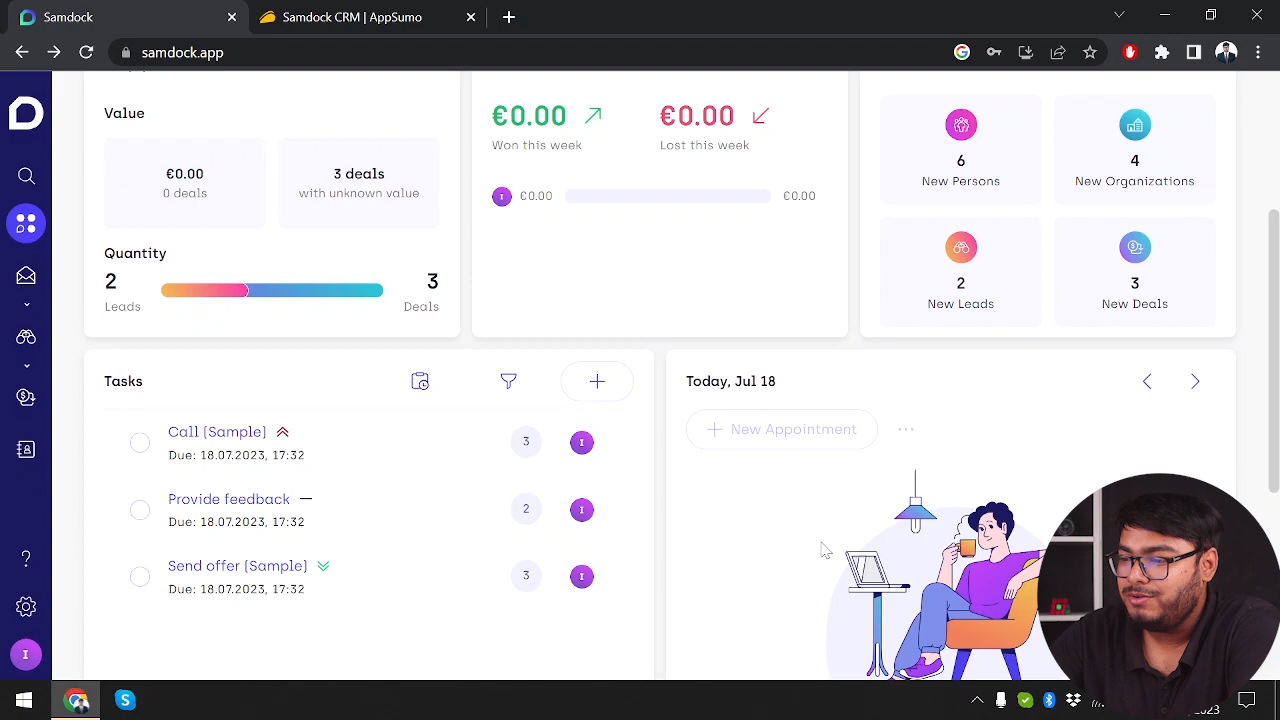 Samdock
Samdock CRM | AppSumo
samdock.app
Value
€0.00
0 deals
3 deals
with unknown value
Quantity
2
Leads
3
Deals
€0.00
Won this week
€0.00
Lost this week
I
€0.00
€0.00
6
New Persons
4
New Organizations
2
New Leads
3
New Deals
Tasks
Call [Sample]
Due: 18.07.2023, 17:32
3
I
Provide feedback
Due: 18.07.2023, 17:32
2
I
Send offer [Sample]
Due: 18.07.2023, 17:32
3
I
Today, Jul 18
New Appointment
?
I